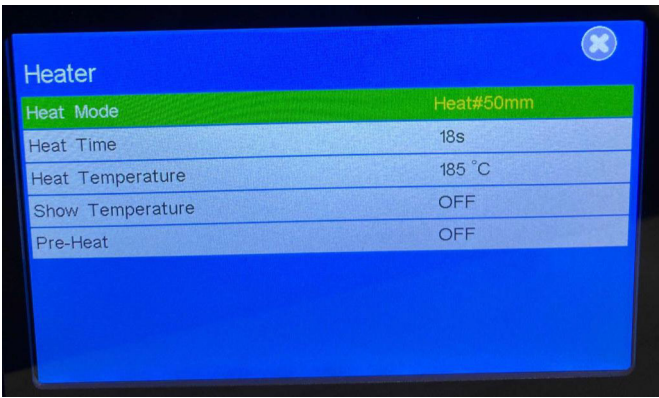 Heater
Heat Mode Heat#50mm
Heat Time 18s
Heat Temperature 185 °C
Show Temperature OFF
Pre-Heat OFF